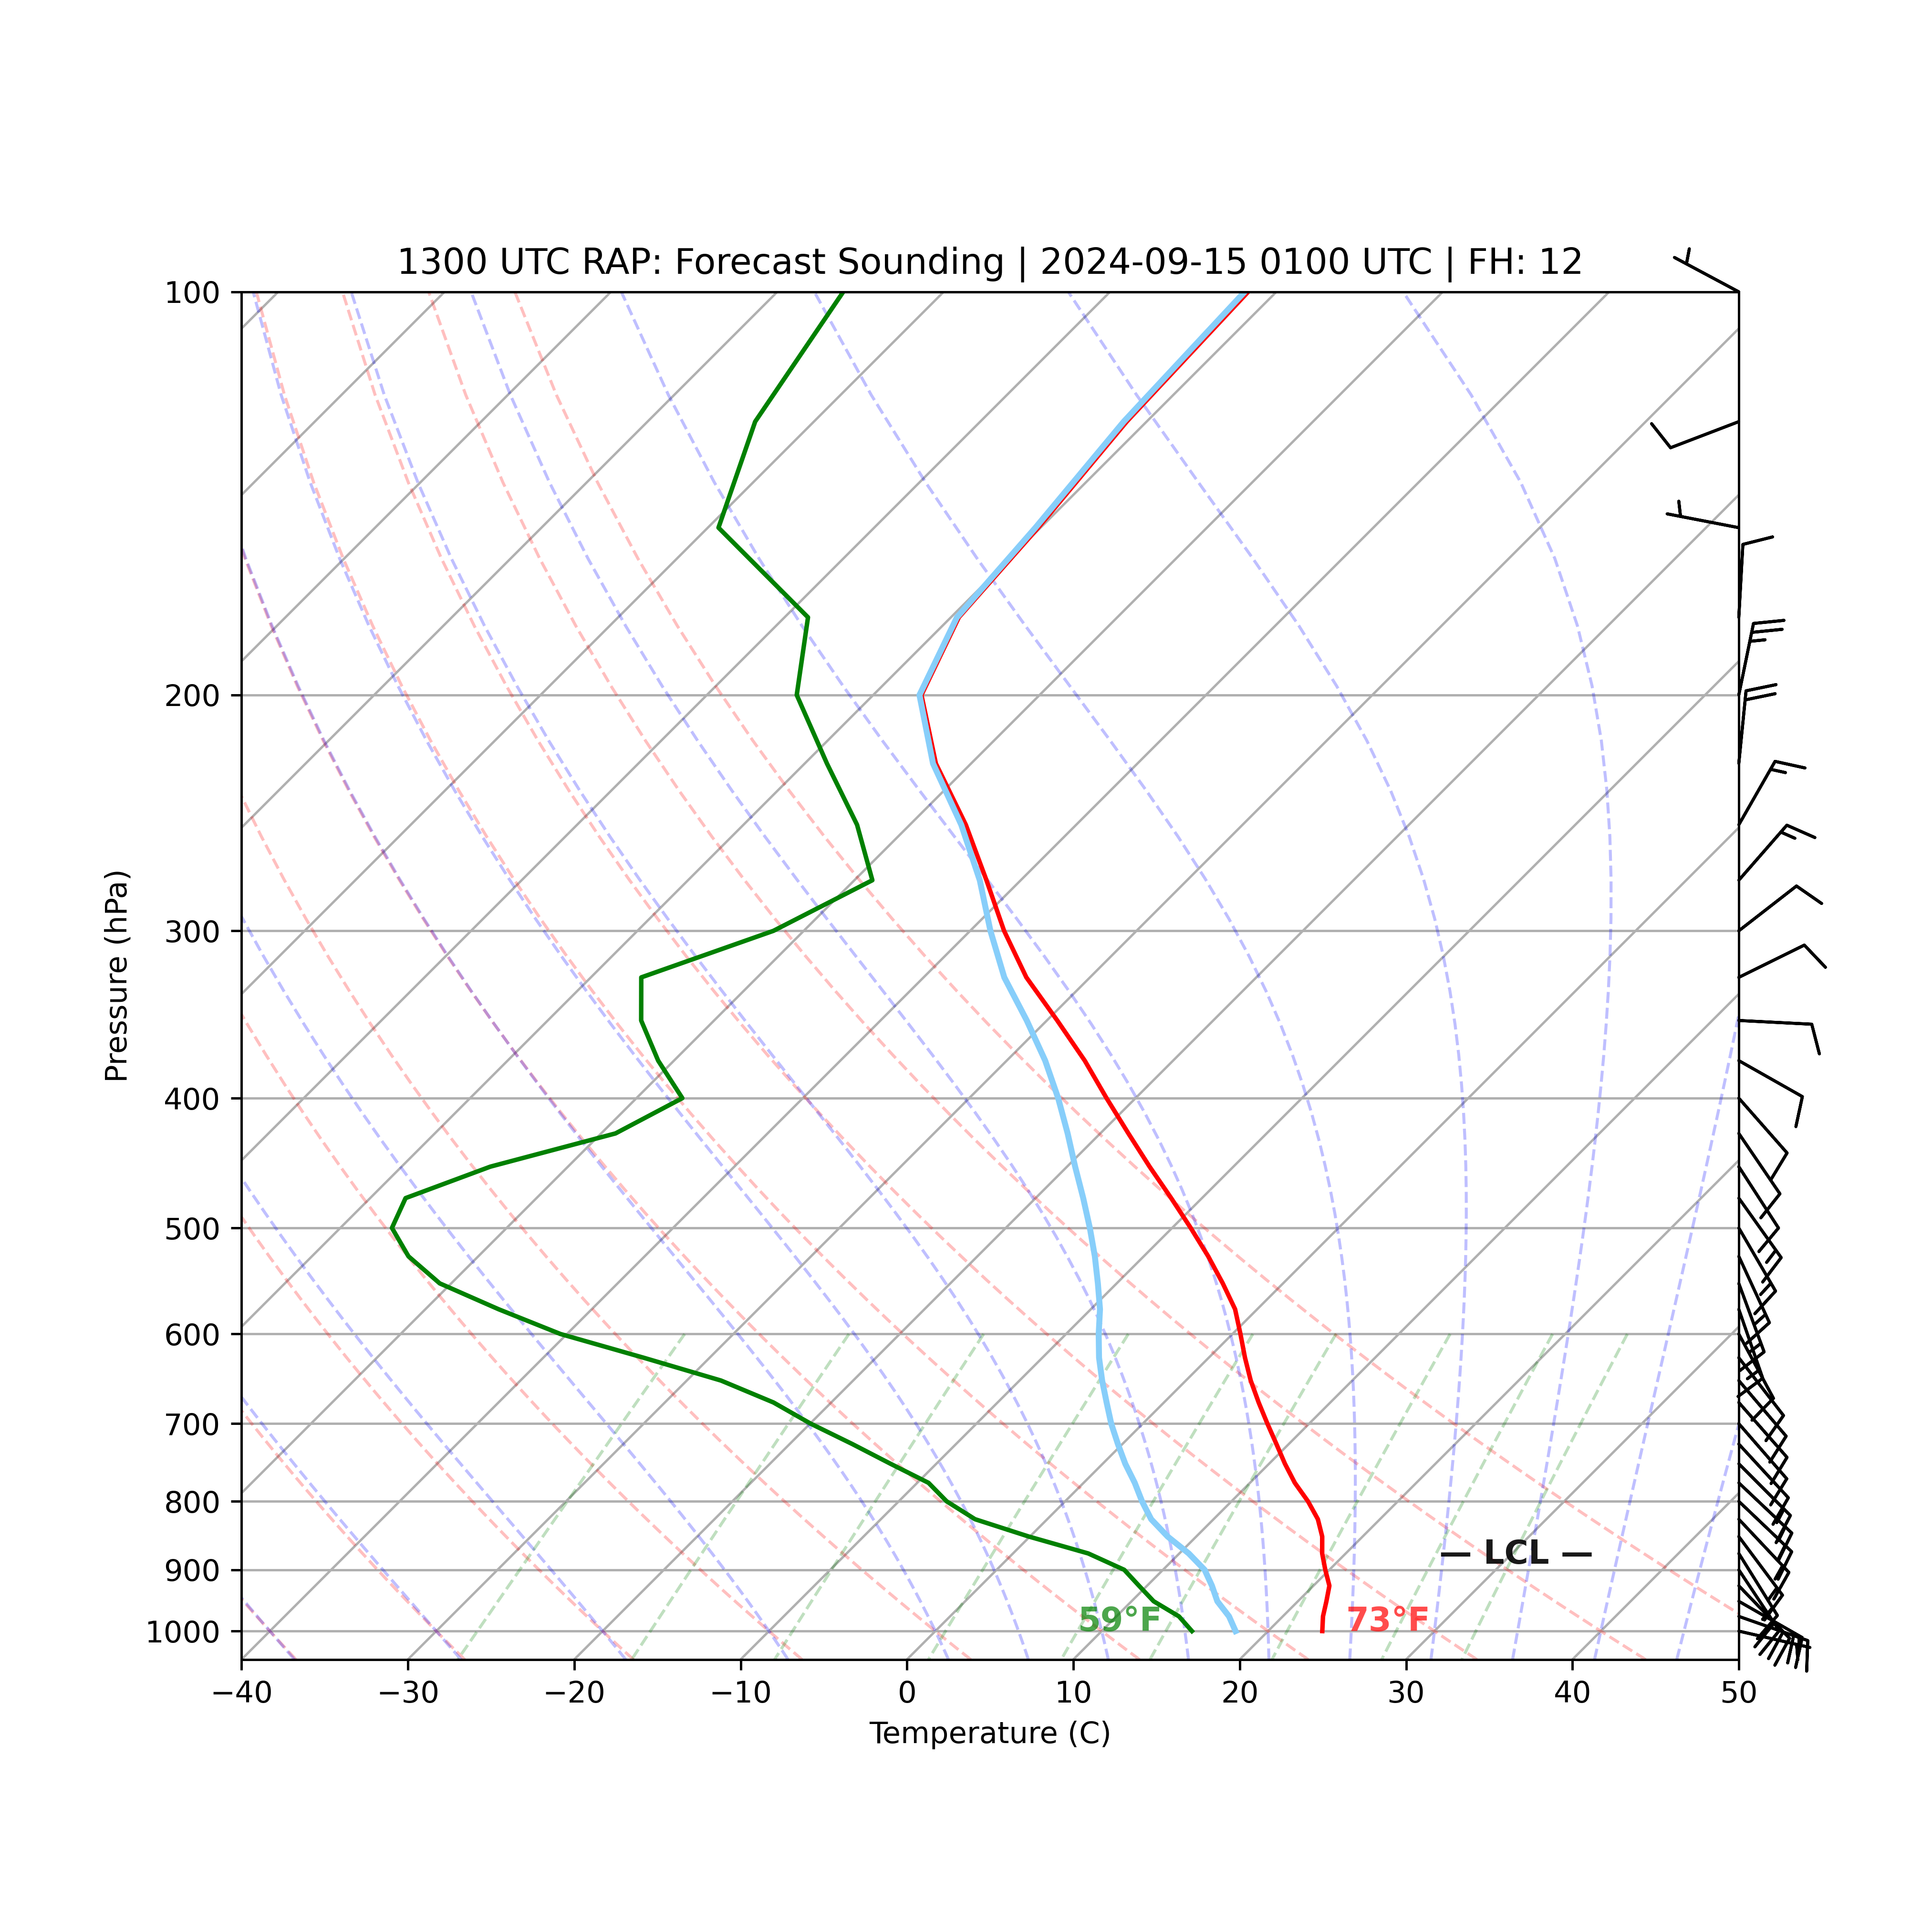 1300 UTC RAP: Forecast Sounding | 2024-09-15 0100 UTC | FH: 12
100
200
300
400
500
600
700
800
900
1000
Pressure (hPa)
— LCL —
59°F
73°F
−40 −30 −20 −10 0 10 20 30 40 50
Temperature (C)